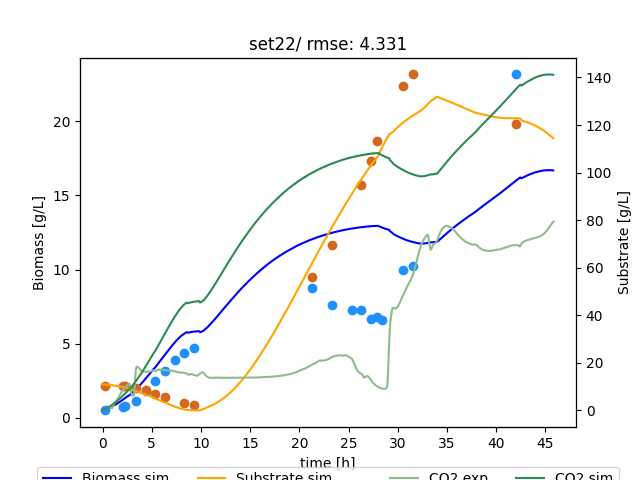 set22/ rmse: 4.331
Biomass [g/L]
20
15
10
5
0
140
120
100
80
60
40
20
0
Substrate [g/L]
0 5 10 15 20 25 30 35 40 45
time [h]
Biomass sim Substrate sim CO2 exp CO2 sim